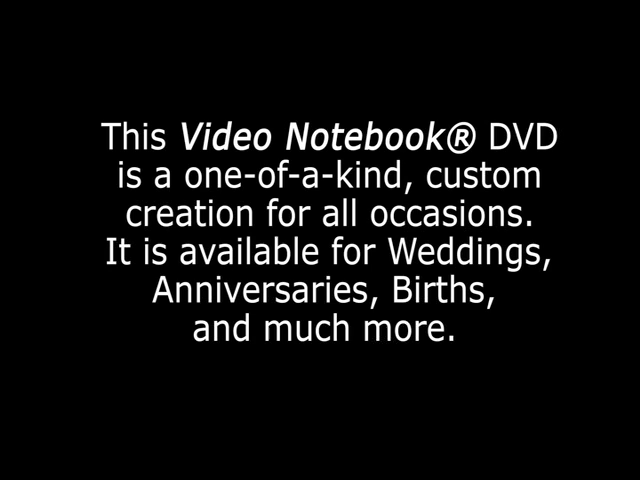 This Video Notebook® DVD
is a one-of-a-kind, custom
creation for all occasions.
It is available for Weddings,
Anniversaries, Births,
and much more.